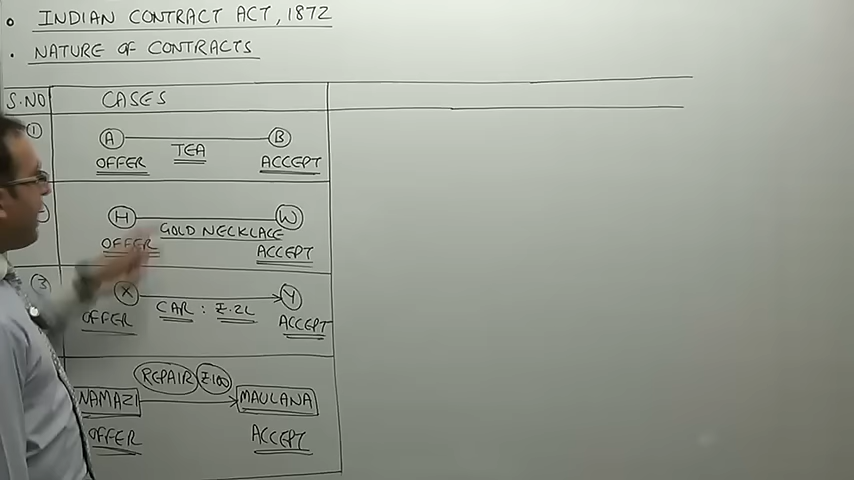 INDIAN CONTRACT ACT, 1872
NATURE OF CONTRACTS
S.NO CASES
1 A B
TEA
OFFER ACCEPT
H W
GOLD NECKLACE
OFFER ACCEPT
3 X Y
CAR : ₹.2L
OFFER ACCEPT
REPAIR ₹100
NAMAZI MAULANA
OFFER ACCEPT